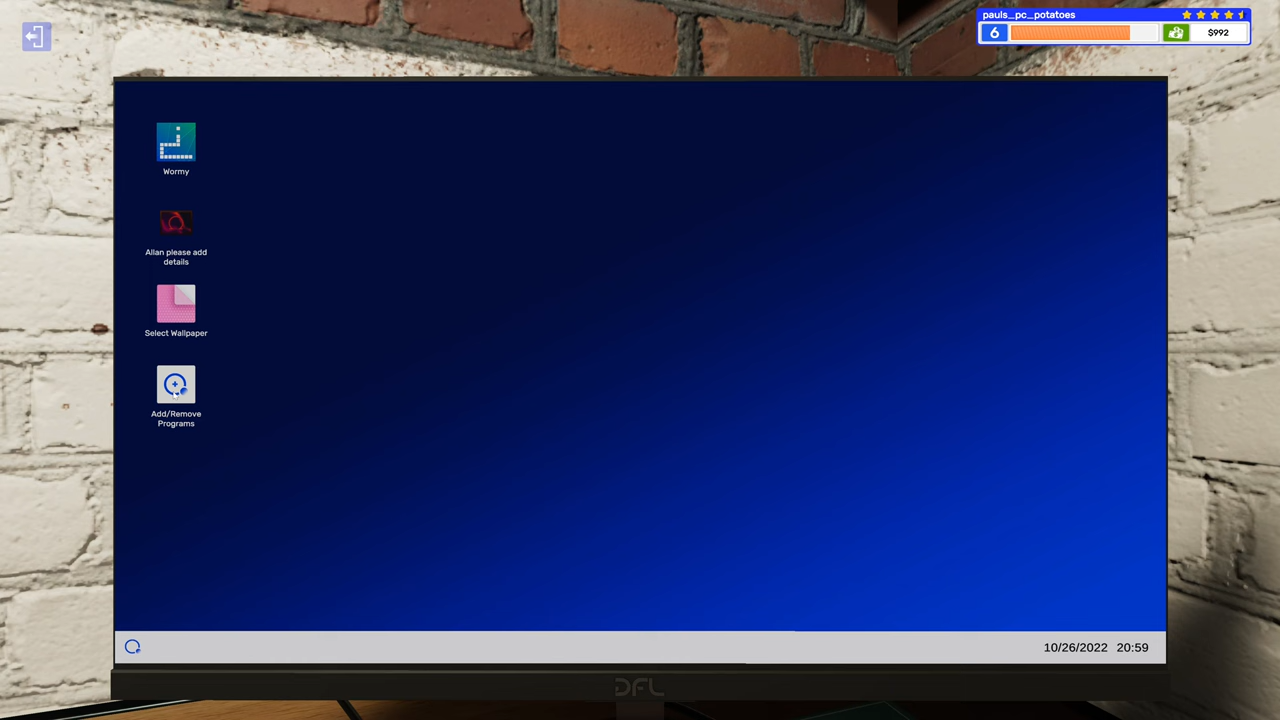 pauls_pc_potatoes
6
$992
Wormy
Allan please add
details
Select Wallpaper
Add/Remove
Programs
10/26/2022 20:59
DFL